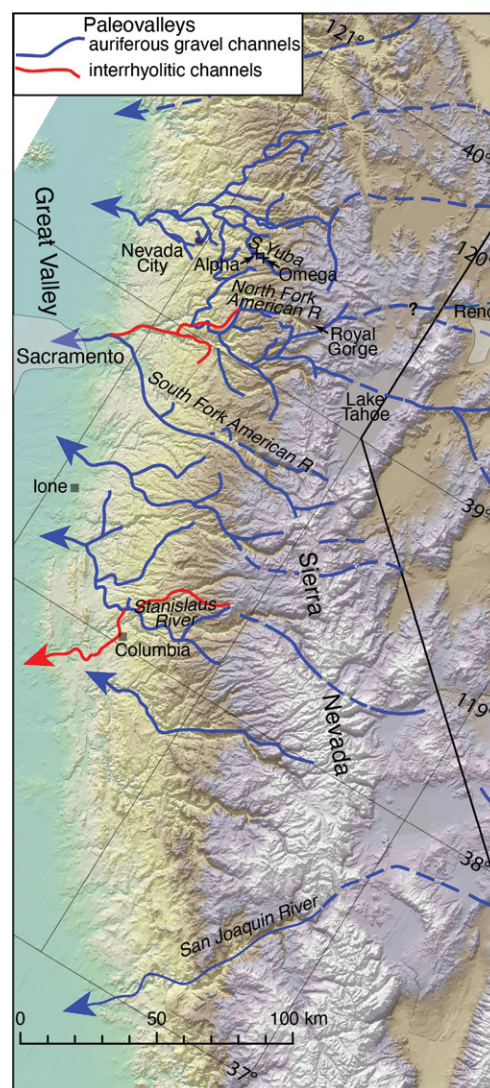 Paleovalleys
auriferous gravel channels
interrhyolitic channels
121°
40°
Great Valley
120°
Nevada
City
S.Yuba
Alpha
Omega
North Fork
American R
?
Reno
Royal
Gorge
Sacramento
Lake
Tahoe
South Fork American R
39°
Ione
Sierra
Stanislaus
River
Columbia
119°
Nevada
38°
San Joaquin River
0 50 100 km
37°